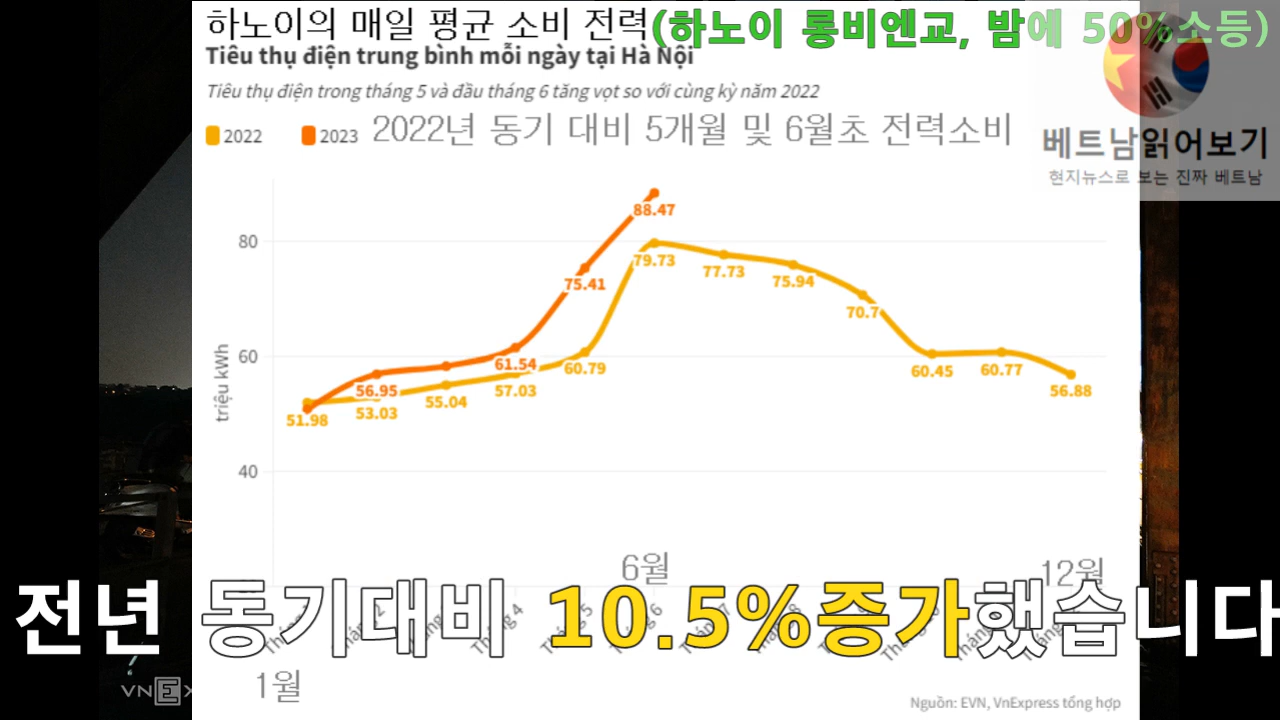 하노이의 매일 평균 소비 전력(하노이 롱비엔교, 밤에 50%소등)
Tiêu thụ điện trung bình mỗi ngày tại Hà Nội
Tiêu thụ điện trong tháng 5 và đầu tháng 6 tăng vọt so với cùng kỳ năm 2022
2022 2023 2022년 동기 대비 5개월 및 6월초 전력소비
베트남읽어보기
현지뉴스로 보는 진짜 베트남
88.47
80
79.73
77.73
75.94
75.41
70.7
61.54
60
60.79
60.45
60.77
56.95
57.03
56.88
55.04
53.03
51.98
triệu kWh
40
6월
12월
전년 동기대비 10.5%증가했습니다
1월
VNE
Nguồn: EVN, VnExpress tổng hợp